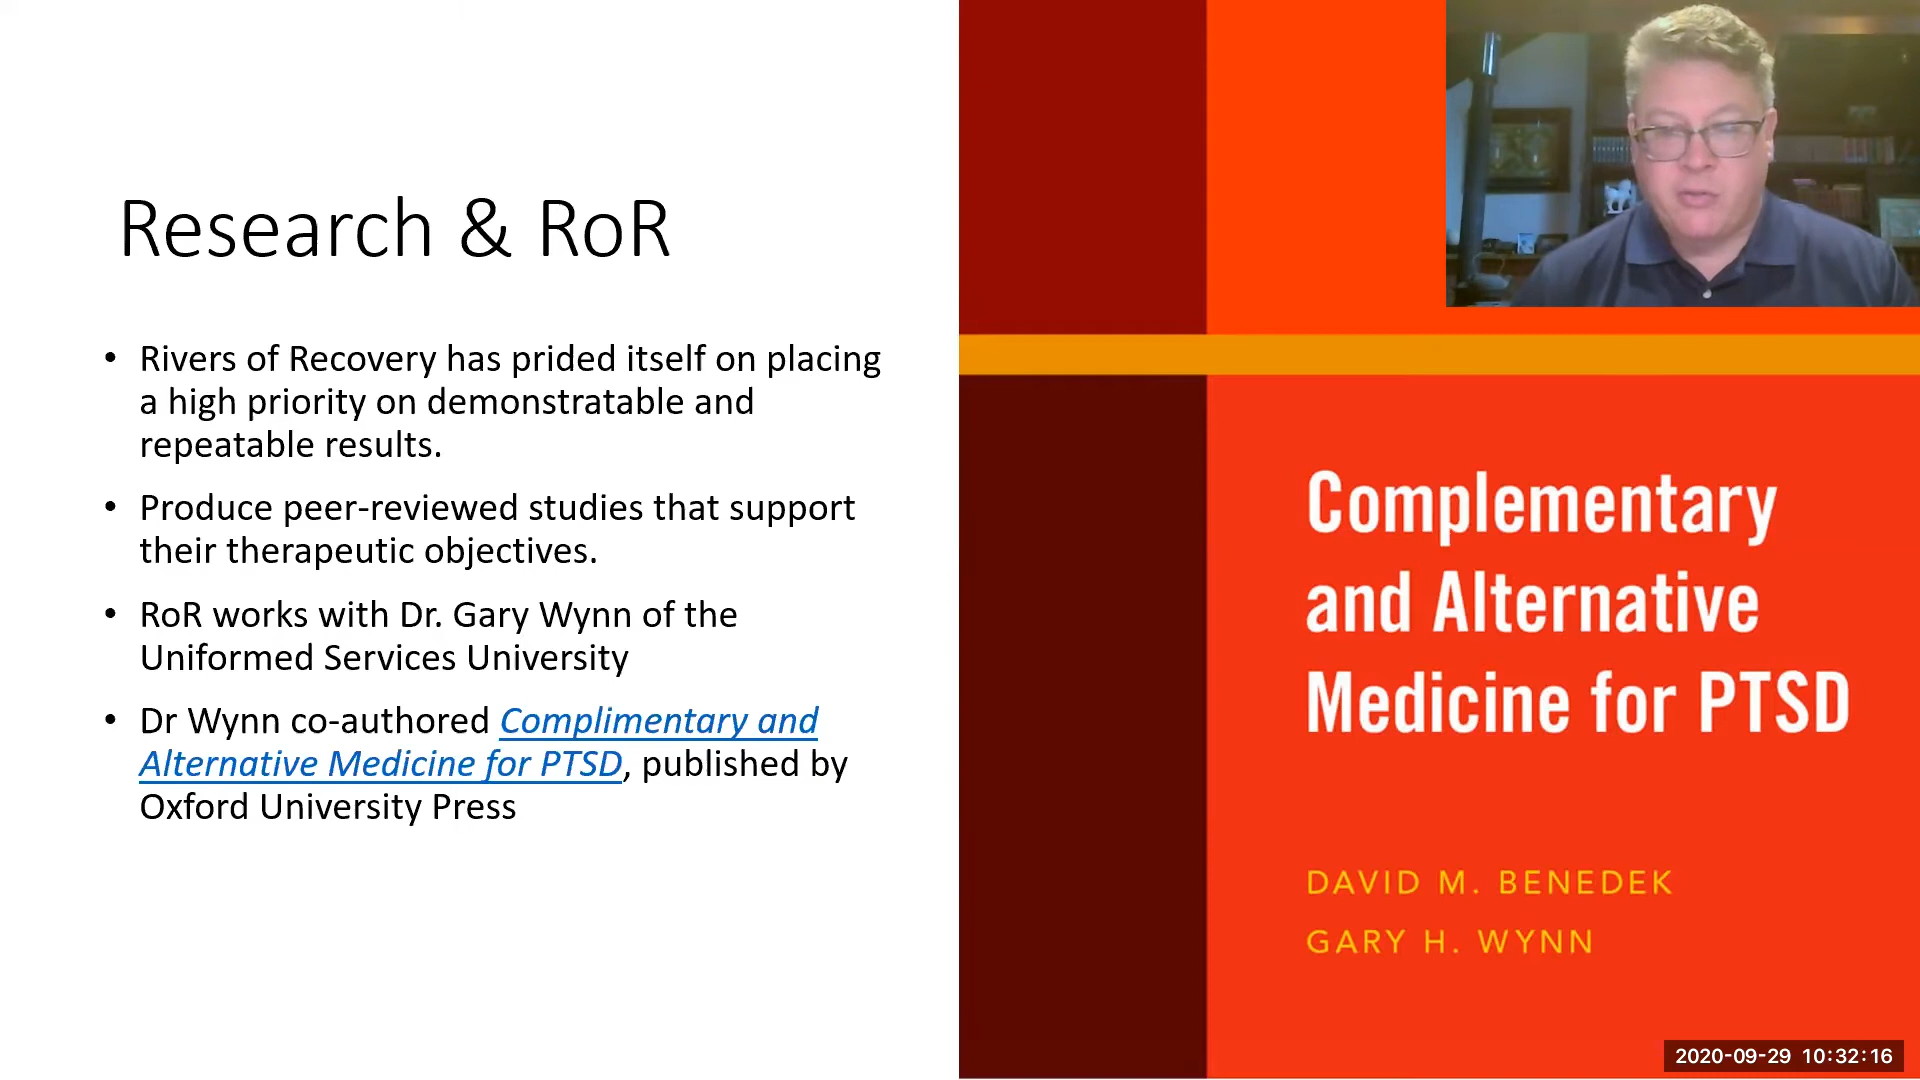 Research & RoR
• Rivers of Recovery has prided itself on placing
a high priority on demonstratable and
repeatable results.
• Produce peer-reviewed studies that support
their therapeutic objectives.
• RoR works with Dr. Gary Wynn of the
Uniformed Services University
• Dr Wynn co-authored Complimentary and
Alternative Medicine for PTSD, published by
Oxford University Press
Complementary
and Alternative
Medicine for PTSD
DAVID M. BENEDEK
GARY H. WYNN
2020-09-29 10:32:16